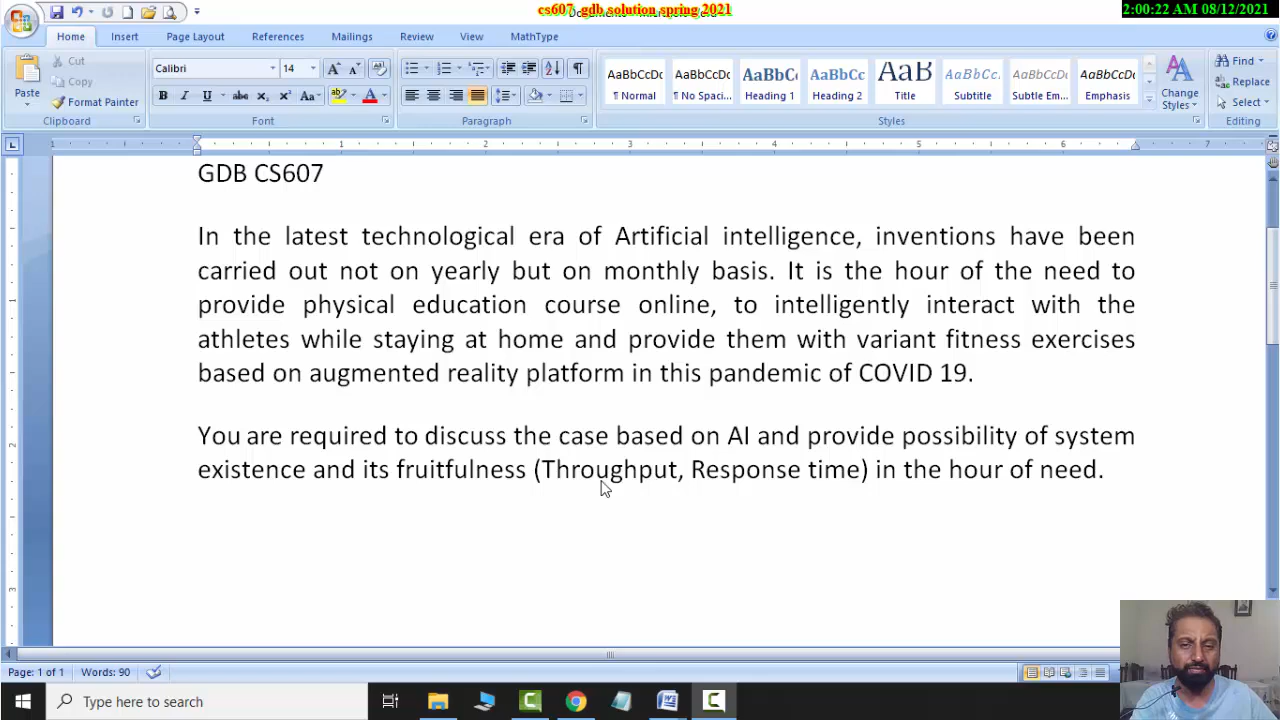 cs607, gdb solution spring 2021
2:00:22 AM 08/12/2021
Home Insert Page Layout References Mailings Review View MathType
Paste
Cut
Copy
Format Painter
Clipboard
Calibri 14
Font
Paragraph
AaBbCcDc AaBbCcDc AaBbC AaBbCc AaB AaBbCc. AaBbCcDc AaBbCcDc
¶ Normal ¶ No Spaci... Heading 1 Heading 2 Title Subtitle Subtle Em... Emphasis
Styles
Change Styles
Find
Replace
Select
Editing
1 1 2 3 4 5 6 7
GDB CS607
In the latest technological era of Artificial intelligence, inventions have been
carried out not on yearly but on monthly basis. It is the hour of the need to
provide physical education course online, to intelligently interact with the
athletes while staying at home and provide them with variant fitness exercises
based on augmented reality platform in this pandemic of COVID 19.
You are required to discuss the case based on AI and provide possibility of system
existence and its fruitfulness (Throughput, Response time) in the hour of need.
Page: 1 of 1 Words: 90
Type here to search